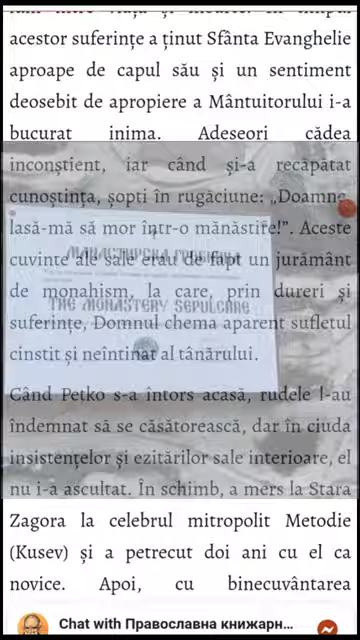 acestor suferințe a ținut Sfânta Evanghelie
aproape de capul său și un sentiment
deosebit de apropiere a Mântuitorului i-a
bucurat inima. Adeseori cădea
inconștient, iar când și-a recăpătat
cunoștința, șopti în rugăciune: „Doamne,
lasă-mă să mor într-o mănăstire!”. Aceste
cuvinte ale sale erau de fapt un jurământ
de monahism, la care, prin dureri și
THE MONASTERY SEPULCHRE
suferințe, Domnul chema aparent sufletul
cinstit și neîntinat al tânărului.
Când Petko s-a întors acasă, rudele l-au
îndemnat să se căsătorească, dar în ciuda
insistențelor și ezitărilor sale interioare, el
nu i-a ascultat. În schimb, a mers la Stara
Zagora la celebrul mitropolit Metodie
(Kusev) și a petrecut doi ani cu el ca
novice. Apoi, cu binecuvântarea
Chat with Православна книжарн...